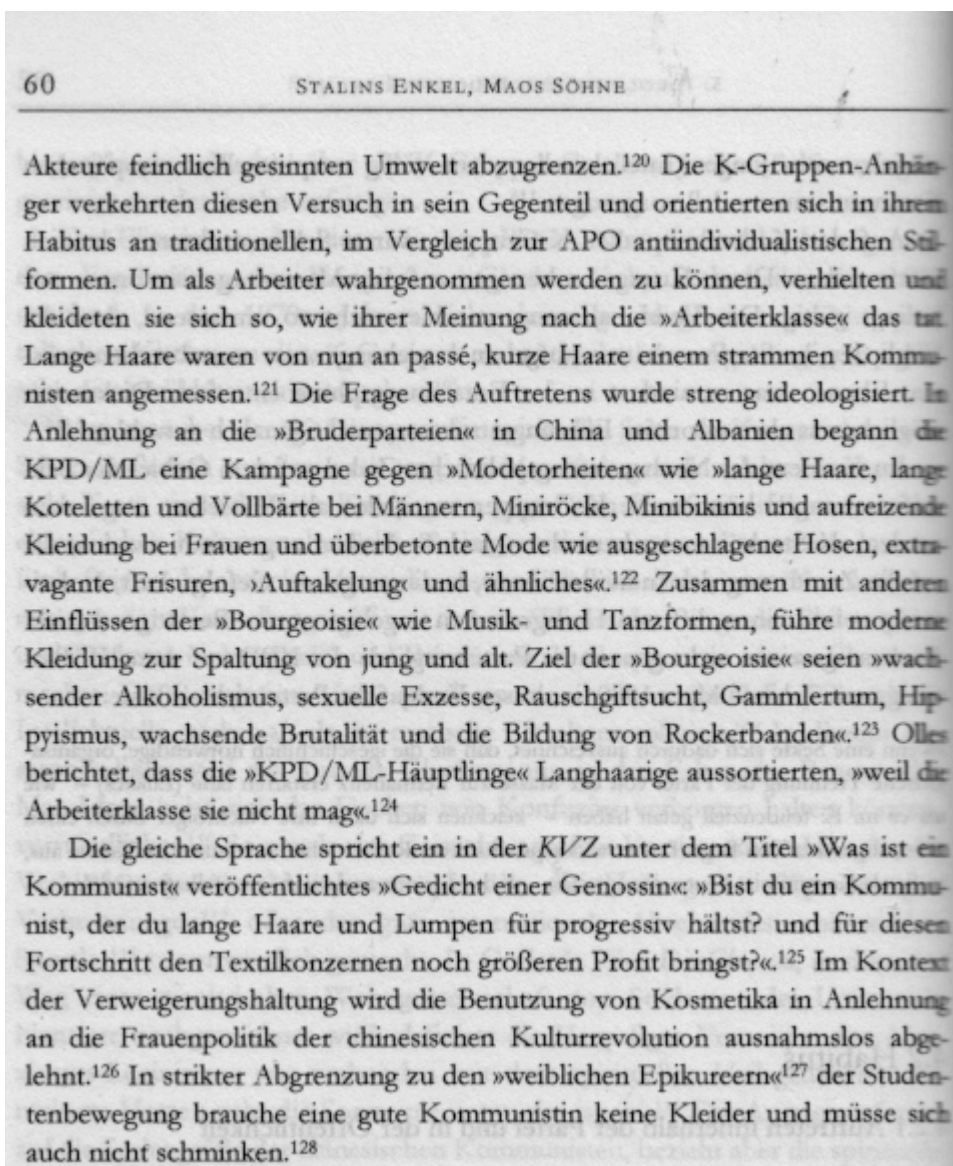 60 STALINS ENKEL, MAOS SÖHNE
Akteure feindlich gesinnten Umwelt abzugrenzen.120 Die K-Gruppen-Anhän-
ger verkehrten diesen Versuch in sein Gegenteil und orientierten sich in ihrem
Habitus an traditionellen, im Vergleich zur APO antiindividualistischen Stil-
formen. Um als Arbeiter wahrgenommen werden zu können, verhielten und
kleideten sie sich so, wie ihrer Meinung nach die »Arbeiterklasse« das tat.
Lange Haare waren von nun an passé, kurze Haare einem strammen Kommu-
nisten angemessen.121 Die Frage des Auftretens wurde streng ideologisiert. In
Anlehnung an die »Bruderparteien« in China und Albanien begann die
KPD/ML eine Kampagne gegen »Modetorheiten« wie »lange Haare, lange
Koteletten und Vollbärte bei Männern, Miniröcke, Minibikinis und aufreizende
Kleidung bei Frauen und überbetonte Mode wie ausgeschlagene Hosen, extra-
vagante Frisuren, ›Auftakelung‹ und ähnliches«.122 Zusammen mit anderen
Einflüssen der »Bourgeoisie« wie Musik- und Tanzformen, führe moderne
Kleidung zur Spaltung von jung und alt. Ziel der »Bourgeoisie« seien »wach-
sender Alkoholismus, sexuelle Exzesse, Rauschgiftsucht, Gammlertum, Hip-
pyismus, wachsende Brutalität und die Bildung von Rockerbanden«.123 Olles
berichtet, dass die »KPD/ML-Häuptlinge« Langhaarige aussortierten, »weil die
Arbeiterklasse sie nicht mag«.124
Die gleiche Sprache spricht ein in der KVZ unter dem Titel »Was ist ein
Kommunist« veröffentlichtes »Gedicht einer Genossin«: »Bist du ein Kommu-
nist, der du lange Haare und Lumpen für progressiv hältst? und für diesen
Fortschritt den Textilkonzernen noch größeren Profit bringst?«.125 Im Kontext
der Verweigerungshaltung wird die Benutzung von Kosmetika in Anlehnung
an die Frauenpolitik der chinesischen Kulturrevolution ausnahmslos abge-
lehnt.126 In strikter Abgrenzung zu den »weiblichen Epikureern«127 der Studen-
tenbewegung brauche eine gute Kommunistin keine Kleider und müsse sich
auch nicht schminken.128